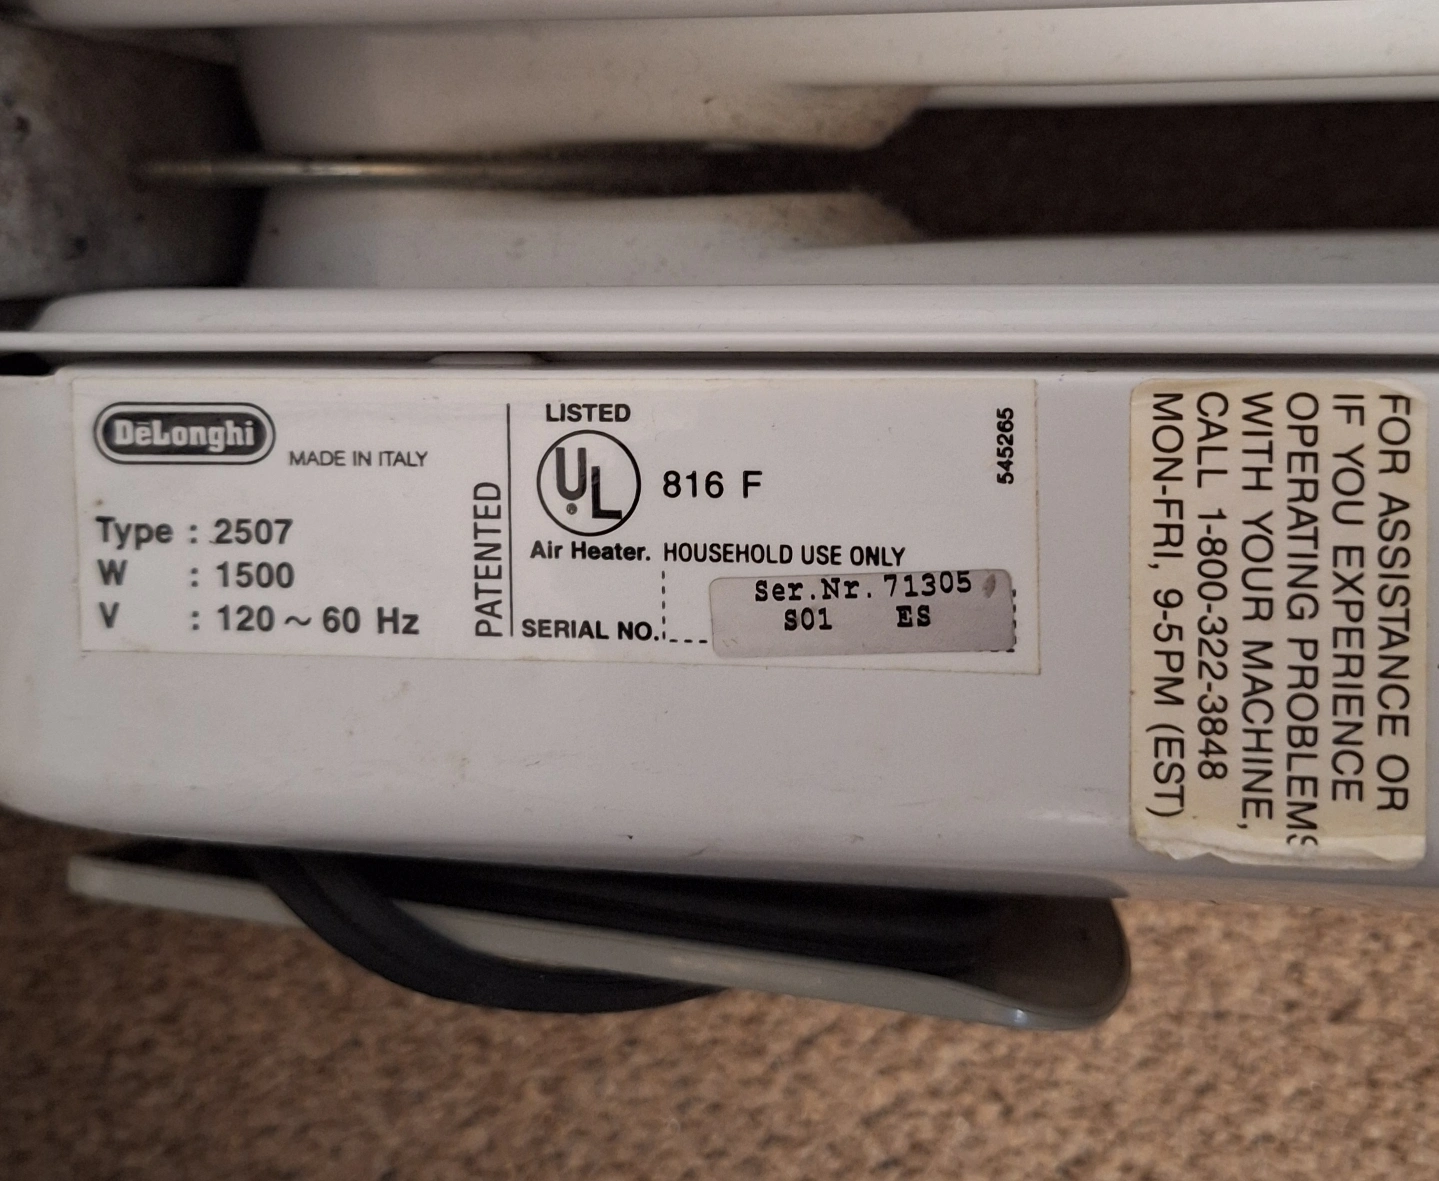 DeLonghi
MADE IN ITALY
Type : 2507
W : 1500
V : 120 ~ 60 Hz
PATENTED
LISTED
UL
816 F
545265
Air Heater. HOUSEHOLD USE ONLY
SERIAL NO.:
Ser.Nr. 71305
S01 ES
FOR ASSISTANCE OR
IF YOU EXPERIENCE
OPERATING PROBLEMS
WITH YOUR MACHINE,
CALL 1-800-322-3848
MON-FRI, 9-5PM (EST)